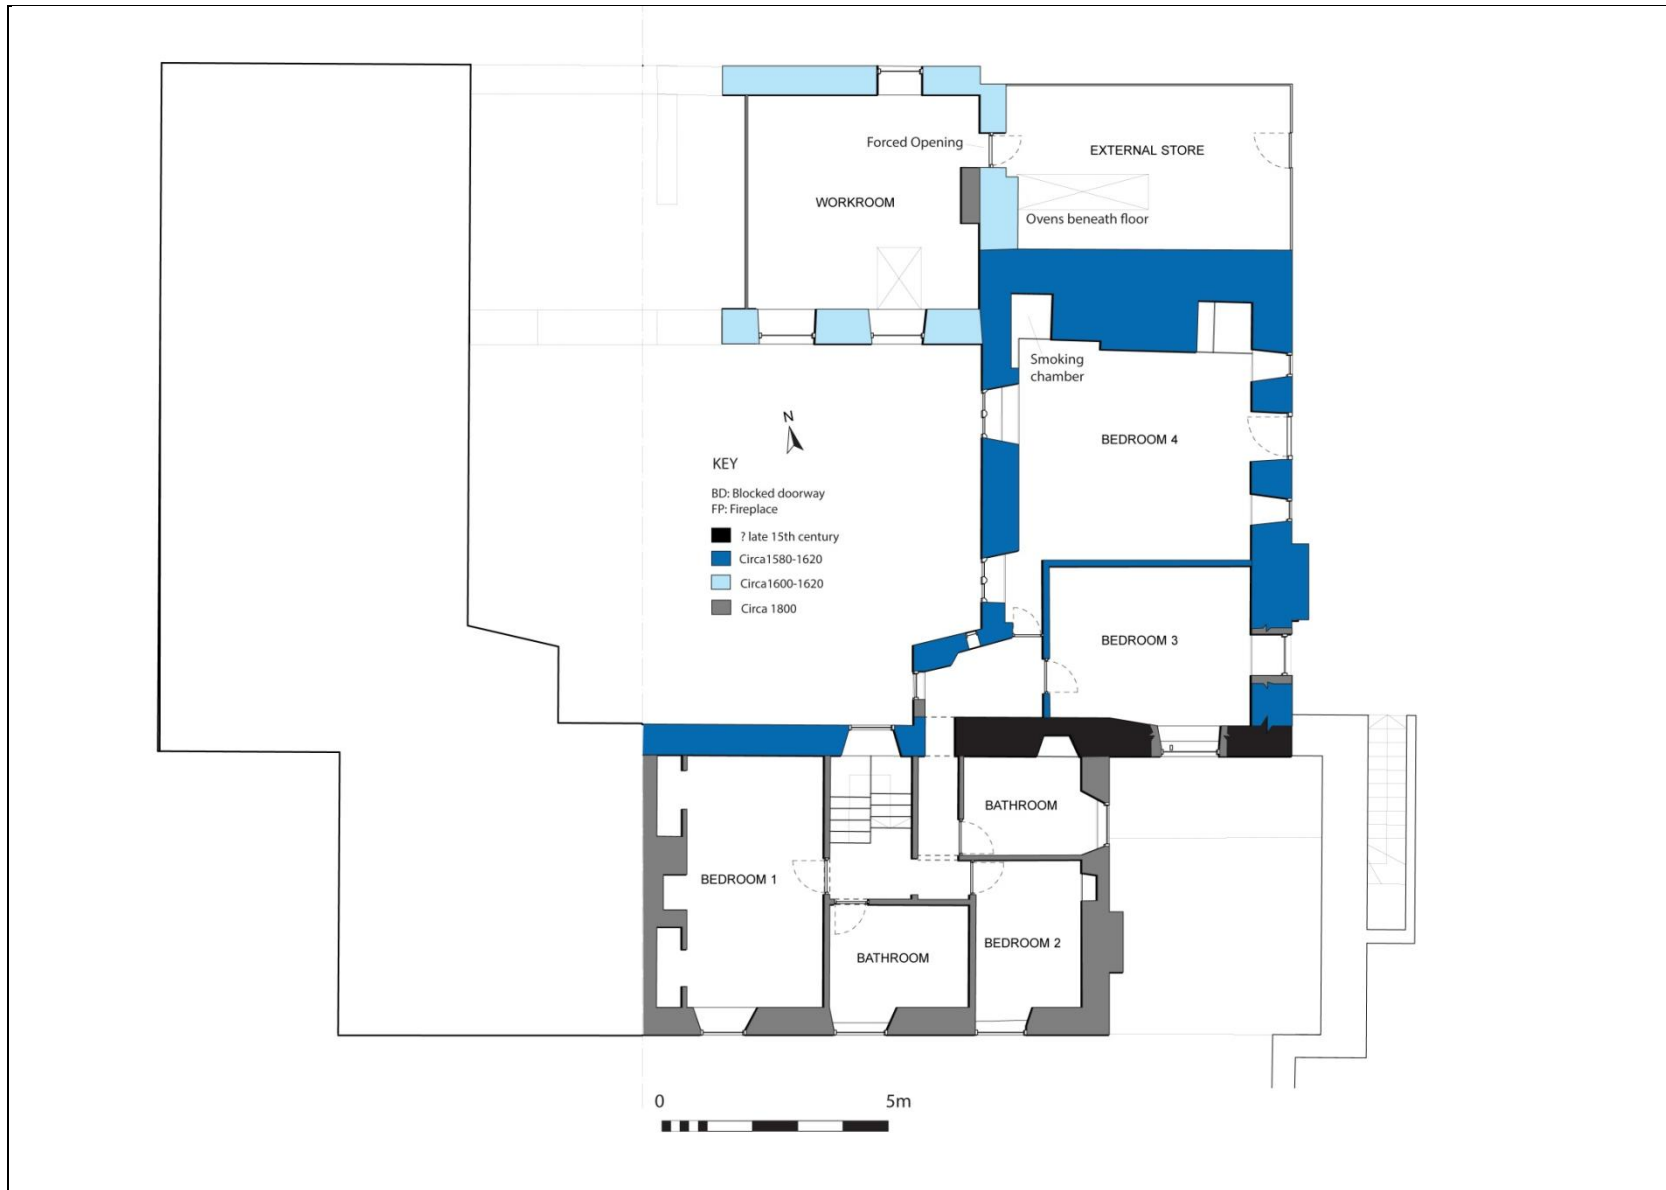 Forced Opening
EXTERNAL STORE
WORKROOM
Ovens beneath floor
Smoking
chamber
N
BEDROOM 4
KEY
BD: Blocked doorway
FP: Fireplace
? late 15th century
Circa1580-1620
Circa1600-1620
Circa 1800
BEDROOM 3
BATHROOM
BEDROOM 1
BEDROOM 2
BATHROOM
0 5m